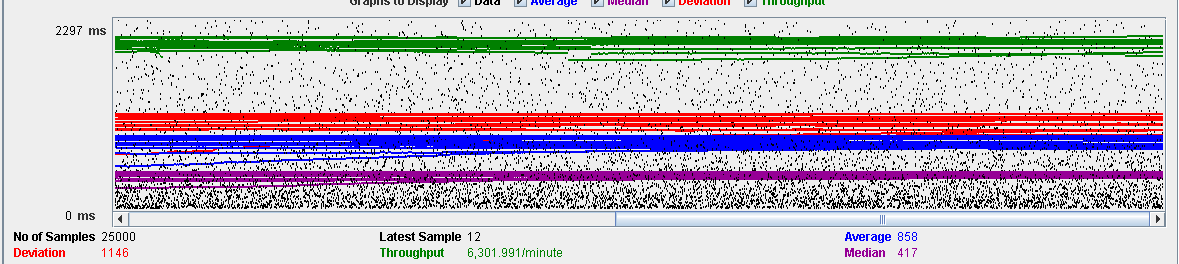 Graphs to Display Data Average Median Deviation Throughput
2297 ms
0 ms
No of Samples 25000 Latest Sample 12 Average 858
Deviation 1146 Throughput 6,301.991/minute Median 417